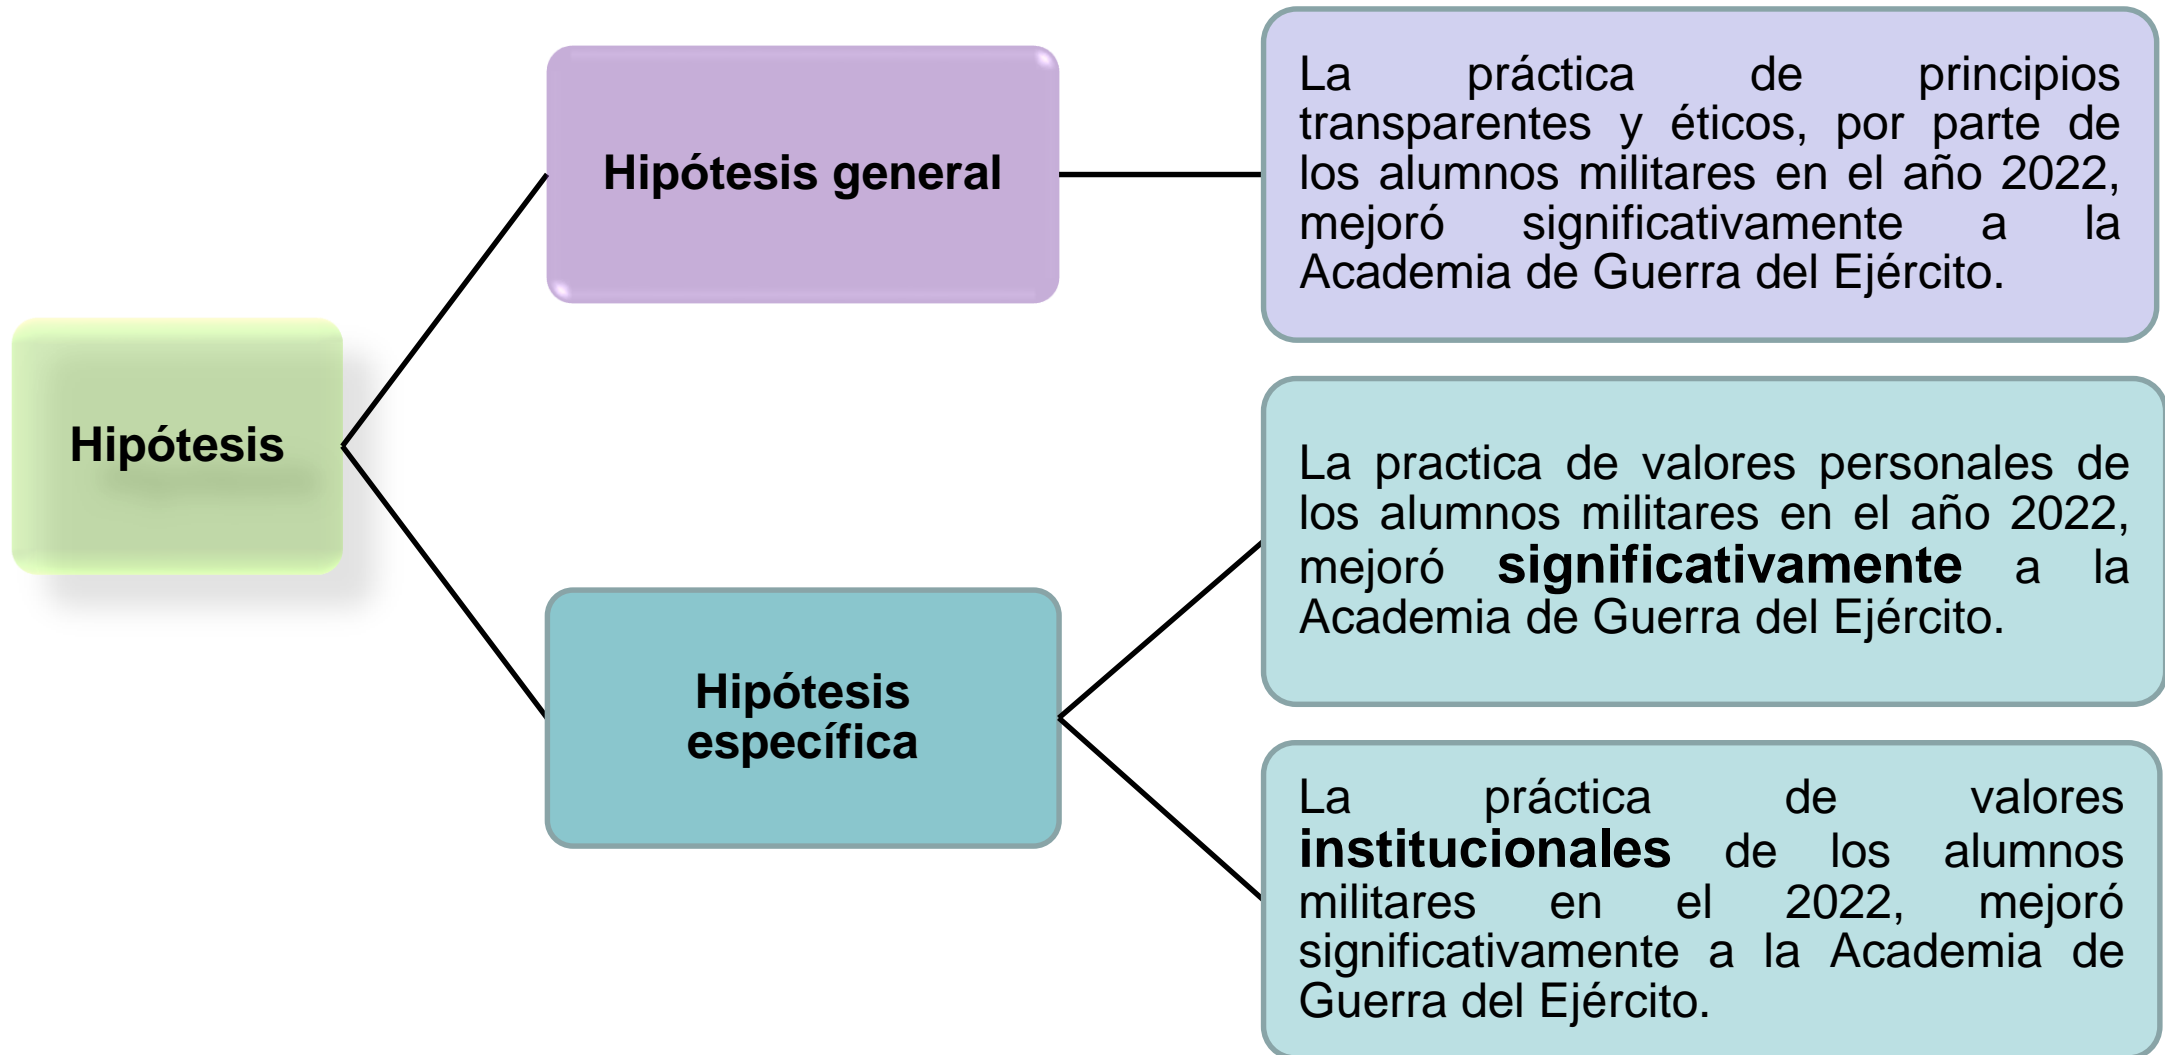 Hipótesis
Hipótesis general
La práctica de principios
transparentes y éticos, por parte de
los alumnos militares en el año 2022,
mejoró significativamente a la
Academia de Guerra del Ejército.
Hipótesis
específica
La practica de valores personales de
los alumnos militares en el año 2022,
mejoró significativamente a la
Academia de Guerra del Ejército.
La práctica de valores
institucionales de los alumnos
militares en el 2022, mejoró
significativamente a la Academia de
Guerra del Ejército.